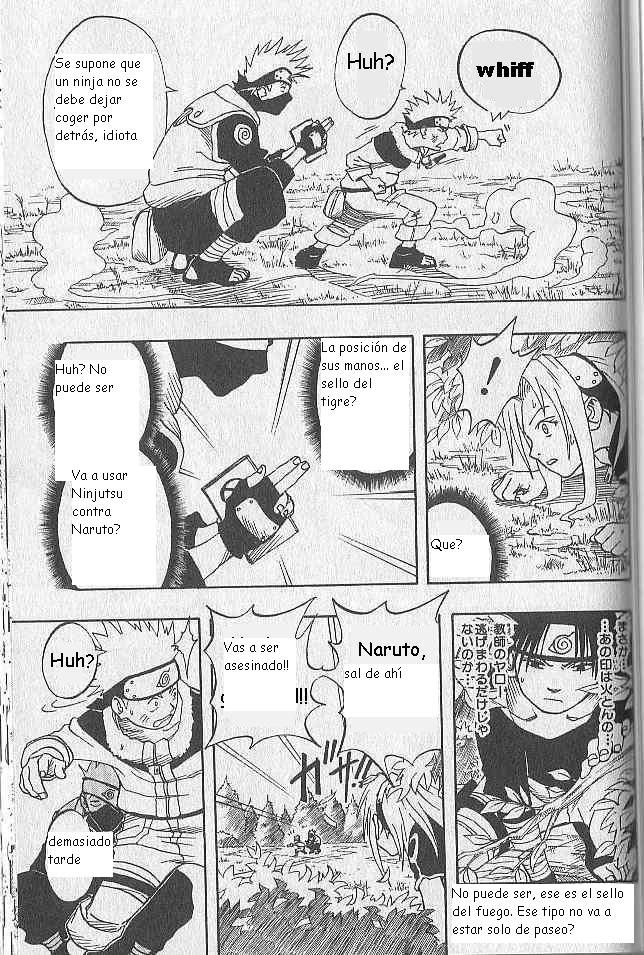 whiff
Huh?
Se supone que
un ninja no se
debe dejar
coger por
detrás, idiota
!
Que?
La posición de
sus manos... el
sello del
tigre?
Huh? No
puede ser
Va a usar
Ninjutsu
contra
Naruto?
まさか…
…あの印は火とんの…
教師のヤロー
逃げまわるだけじゃ
ないのか…
No puede ser, ese es el sello
del fuego. Ese tipo no va a
estar solo de paseo?
Naruto,
sal de ahí
Vas a ser
asesinado!!
!!!
ガサ!!
Huh?
demasiado
tarde